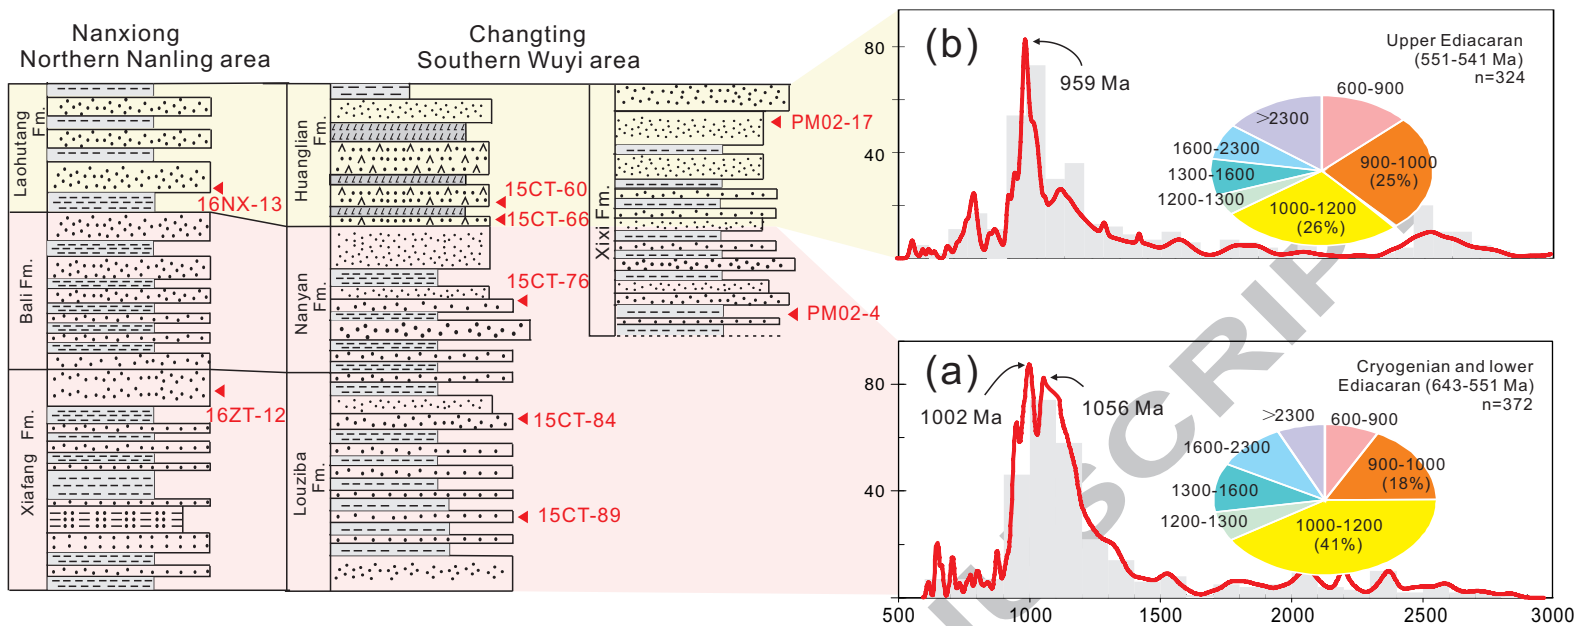 Nanxiong
Northern Nanling area
Changting
Southern Wuyi area
Laohutang
Fm.
Bali Fm.
Xiafang Fm.
16NX-13
16ZT-12
Huanglian
Fm.
Nanyan
Fm.
Louziba
Fm.
15CT-60
15CT-66
15CT-76
15CT-84
15CT-89
Xixi Fm.
PM02-17
PM02-4
(b)
80
40
959 Ma
Upper Ediacaran
(551-541 Ma)
n=324
600-900
>2300
1600-2300
1300-1600
1200-1300
900-1000
(25%)
1000-1200
(26%)
(a)
80
40
1002 Ma
1056 Ma
Cryogenian and lower
Ediacaran (643-551 Ma)
n=372
>2300
600-900
1600-2300
1300-1600
1200-1300
900-1000
(18%)
1000-1200
(41%)
500
1000
1500
2000
2500
3000